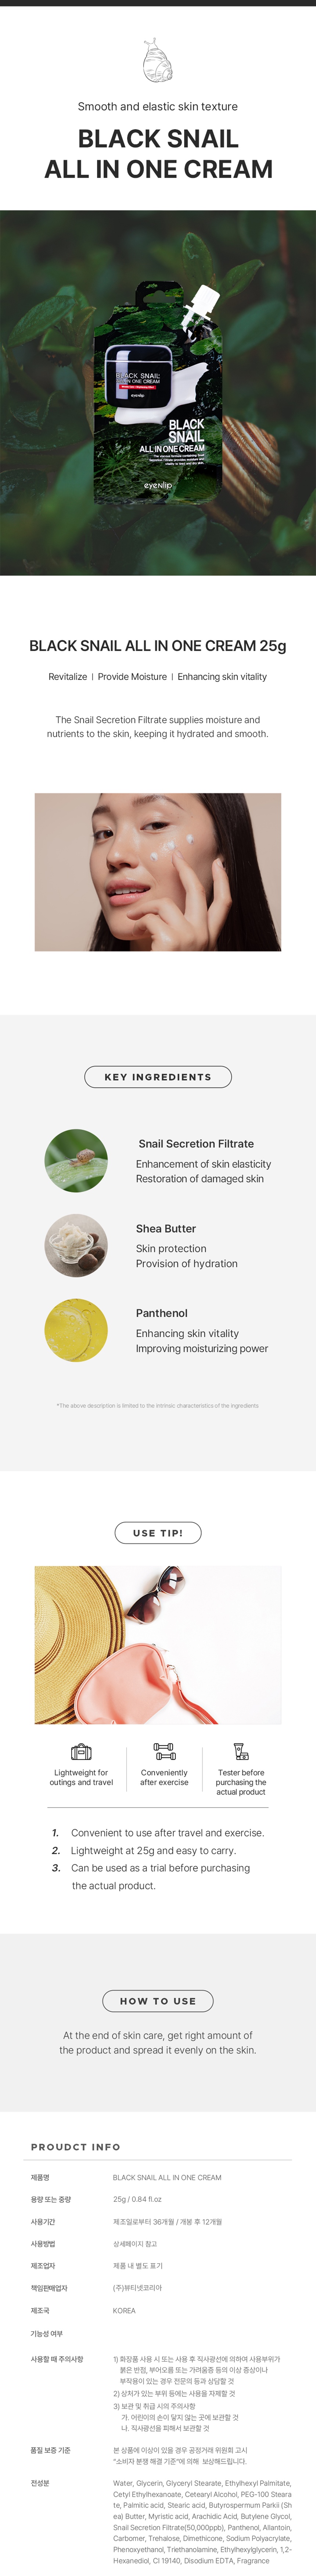 Smooth and elastic skin texture
BLACK SNAIL
ALL IN ONE CREAM
BLACK SNAIL
ALL IN ONE CREAM
eyeNlip
BLACK
SNAIL
ALL IN ONE CREAM
eyeNlip
BLACK SNAIL ALL IN ONE CREAM 25g
Revitalize | Provide Moisture | Enhancing skin vitality
The Snail Secretion Filtrate supplies moisture and
nutrients to the skin, keeping it hydrated and smooth.
KEY INGREDIENTS
Snail Secretion Filtrate
Enhancement of skin elasticity
Restoration of damaged skin
Shea Butter
Skin protection
Provision of hydration
Panthenol
Enhancing skin vitality
Improving moisturizing power
*The above description is limited to the intrinsic characteristics of the ingredients
USE TIP!
Lightweight for
outings and travel
Conveniently
after exercise
Tester before
purchasing the
actual product
1. Convenient to use after travel and exercise.
2. Lightweight at 25g and easy to carry.
3. Can be used as a trial before purchasing
the actual product.
HOW TO USE
At the end of skin care, get right amount of
the product and spread it evenly on the skin.
PROUDCT INFO
제품명 BLACK SNAIL ALL IN ONE CREAM
용량 또는 중량 25g / 0.84 fl.oz
사용기간 제조일로부터 36개월 / 개봉 후 12개월
사용방법 상세페이지 참고
제조업자 제품 내 별도 표기
책임판매업자 (주)뷰티넷코리아
제조국 KOREA
기능성 여부
사용할 때 주의사항 1) 화장품 사용 시 또는 사용 후 직사광선에 의하여 사용부위가
붉은 반점, 부어오름 또는 가려움증 등의 이상 증상이나
부작용이 있는 경우 전문의 등과 상담할 것
2) 상처가 있는 부위 등에는 사용을 자제할 것
3) 보관 및 취급 시의 주의사항
가. 어린이의 손이 닿지 않는 곳에 보관할 것
나. 직사광선을 피해서 보관할 것
품질 보증 기준 본 상품에 이상이 있을 경우 공정거래 위원회 고시
"소비자 분쟁 해결 기준"에 의해 보상해드립니다.
전성분 Water, Glycerin, Glyceryl Stearate, Ethylhexyl Palmitate,
Cetyl Ethylhexanoate, Cetearyl Alcohol, PEG-100 Steara
te, Palmitic acid, Stearic acid, Butyrospermum Parkii (Sh
ea) Butter, Myristic acid, Arachidic Acid, Butylene Glycol,
Snail Secretion Filtrate(50,000ppb), Panthenol, Allantoin,
Carbomer, Trehalose, Dimethicone, Sodium Polyacrylate,
Phenoxyethanol, Triethanolamine, Ethylhexylglycerin, 1,2-
Hexanediol, CI 19140, Disodium EDTA, Fragrance